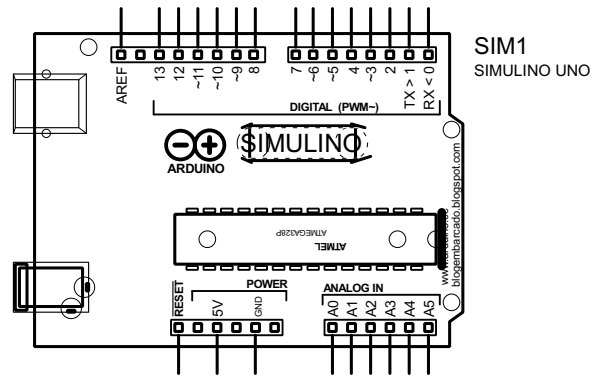 SIM1
SIMULINO UNO
AREF
13
12
~11
~10
~9
8
7
~6
~5
4
~3
2
TX > 1
RX < 0
DIGITAL (PWM~)
SIMULINO
ARDUINO
ATMEGA328P
ATMEL
blogembarcado.blogspot.com
RESET
5V
POWER
GND
ANALOG IN
A0
A1
A2
A3
A4
A5